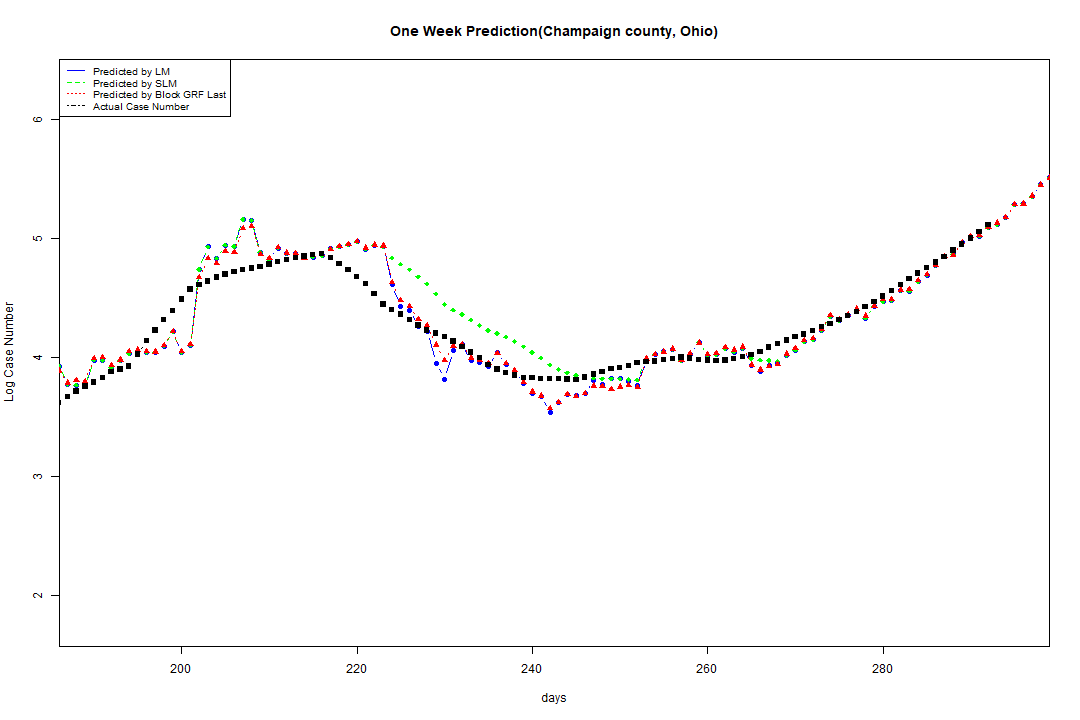 One Week Prediction(Champaign county, Ohio)
Predicted by LM
Predicted by SLM
Predicted by Block GRF Last
Actual Case Number
6
5
4
3
2
Log Case Number
200 220 240 260 280
days